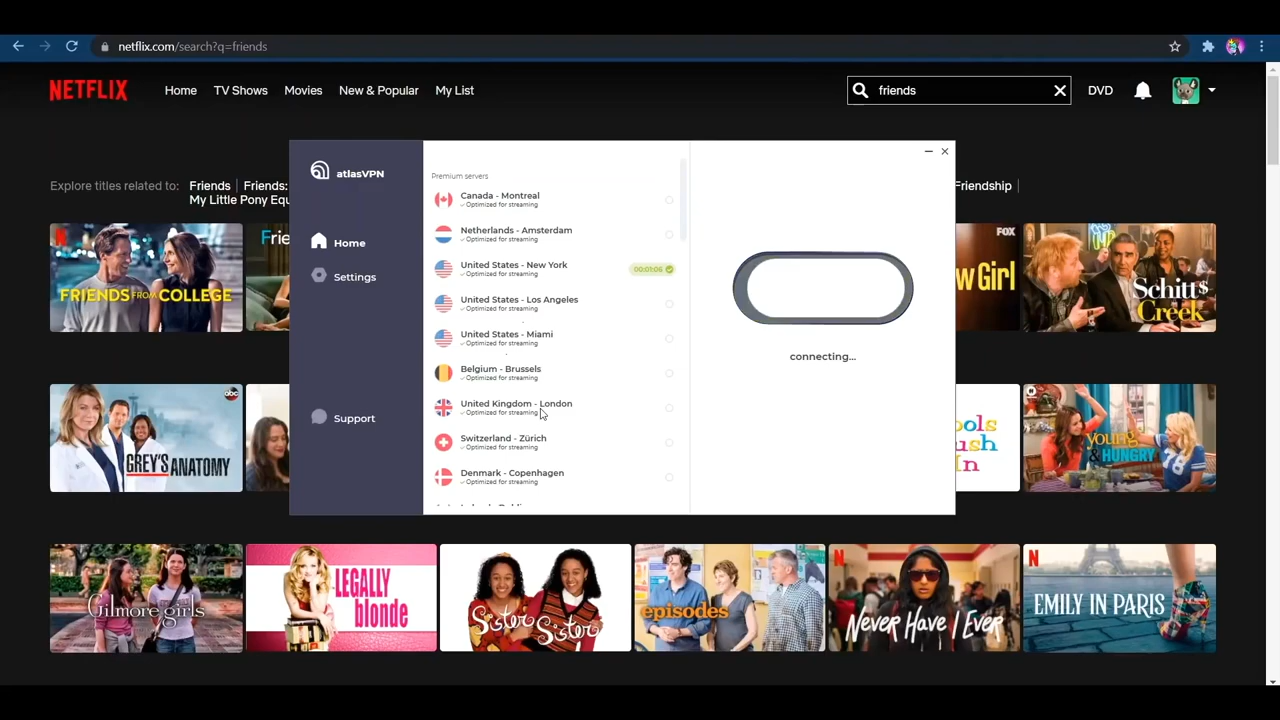 netflix.com/search?q=friends
NETFLIX
Home
TV Shows
Movies
New & Popular
My List
friends
DVD
Explore titles related to:
Friends
Friends:
Friendship
My Little Pony Equ
atlasVPN
Home
Settings
Support
Premium servers
Canada - Montreal
Optimized for streaming
Netherlands - Amsterdam
Optimized for streaming
United States - New York
Optimized for streaming
00:01:06
United States - Los Angeles
Optimized for streaming
United States - Miami
Optimized for streaming
Belgium - Brussels
Optimized for streaming
United Kingdom - London
Optimized for streaming
Switzerland - Zürich
Optimized for streaming
Denmark - Copenhagen
Optimized for streaming
connecting...
N
FRIENDS FROM COLLEGE
Frie
FOX
w Girl
Schitt$
Creek
abc
GREY'S ANATOMY
ols
ush
In
young
& HUNGRY
Gilmore girls
LEGALLY
blonde
Sister Sister
episodes
N
NEVER HAVE I EVER
N
EMILY IN PARIS